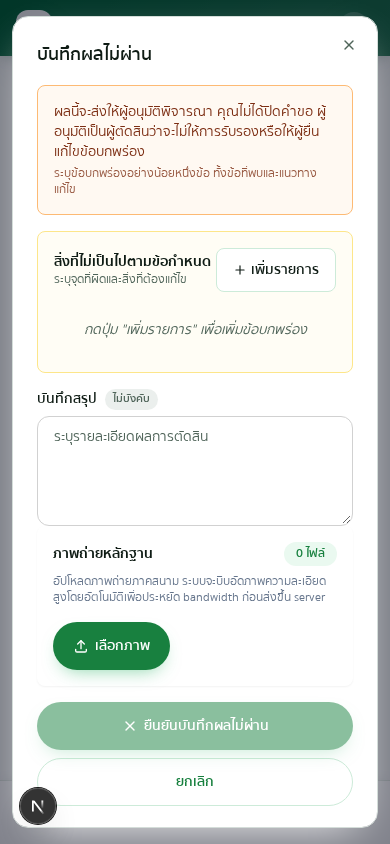 บันทึกผลไม่ผ่าน
ผลนี้จะส่งให้ผู้อนุมัติพิจารณา คุณไม่ได้ปิดคำขอ ผู้
อนุมัติเป็นผู้ตัดสินว่าจะไม่ให้การรับรองหรือให้ผู้ยื่น
แก้ไขข้อบกพร่อง
ระบุข้อบกพร่องอย่างน้อยหนึ่งข้อ ทั้งข้อที่พบและแนวทาง
แก้ไข
สิ่งที่ไม่เป็นไปตามข้อกำหนด
ระบุจุดที่ผิดและสิ่งที่ต้องแก้ไข
เพิ่มรายการ
กดปุ่ม "เพิ่มรายการ" เพื่อเพิ่มข้อบกพร่อง
บันทึกสรุป ไม่บังคับ
ระบุรายละเอียดผลการตัดสิน
ภาพถ่ายหลักฐาน 0 ไฟล์
อัปโหลดภาพถ่ายภาคสนาม ระบบจะบีบอัดภาพความละเอียด
สูงโดยอัตโนมัติเพื่อประหยัด bandwidth ก่อนส่งขึ้น server
เลือกภาพ
ยืนยันบันทึกผลไม่ผ่าน
ยกเลิก
N